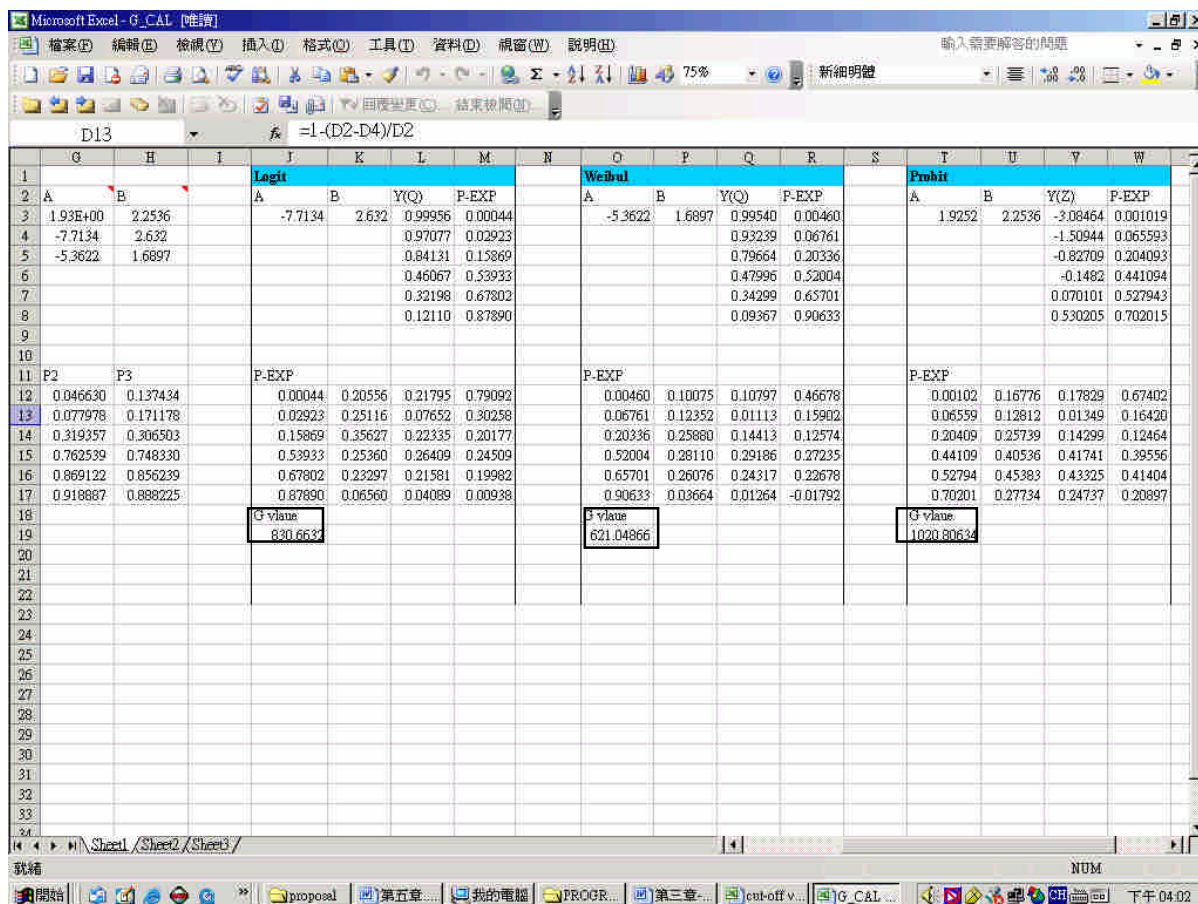 Microsoft Excel - G_CAL [唯讀]
檔案(F) 編輯(E) 檢視(V) 插入(I) 格式(O) 工具(T) 資料(D) 視窗(W) 說明(H) 輸入需要解答的問題
75% 新細明體
回覆變更(C)... 結束檢閱(N)...
D13 fx =1-(D2-D4)/D2
G H I J K L M N O P Q R S T U V W
1 Logit Weibul Probit
2 A B A B Y(Q) P-EXP A B Y(Q) P-EXP A B Y(Z) P-EXP
3 1.93E+00 2.2536 -7.7134 2.632 0.99956 0.00044 -5.3622 1.6897 0.99540 0.00460 1.9252 2.2536 -3.08464 0.001019
4 -7.7134 2.632 0.97077 0.02923 0.93239 0.06761 -1.50944 0.065593
5 -5.3622 1.6897 0.84131 0.15869 0.79664 0.20336 -0.82709 0.204093
6 0.46067 0.53933 0.47996 0.52004 -0.1482 0.441094
7 0.32198 0.67802 0.34299 0.65701 0.070101 0.527943
8 0.12110 0.87890 0.09367 0.90633 0.530205 0.702015
9
10
11 P2 P3 P-EXP P-EXP P-EXP
12 0.046630 0.137434 0.00044 0.20556 0.21795 0.79092 0.00460 0.10075 0.10797 0.46678 0.00102 0.16776 0.17829 0.67402
13 0.077978 0.171178 0.02923 0.25116 0.07652 0.30258 0.06761 0.12352 0.01113 0.15902 0.06559 0.12812 0.01349 0.16420
14 0.319357 0.306503 0.15869 0.35627 0.22335 0.20177 0.20336 0.25880 0.14413 0.12574 0.20409 0.25739 0.14299 0.12464
15 0.762539 0.748330 0.53933 0.25360 0.26409 0.24509 0.52004 0.28110 0.29186 0.27235 0.44109 0.40536 0.41741 0.39556
16 0.869122 0.856239 0.67802 0.23297 0.21581 0.19982 0.65701 0.26076 0.24317 0.22678 0.52794 0.45383 0.43325 0.41404
17 0.918887 0.888225 0.87890 0.06560 0.04089 0.00938 0.90633 0.03664 0.01264 -0.01792 0.70201 0.27734 0.24737 0.20897
18 G vlaue G vlaue G vlaue
19 830.6632 621.04866 1020.80634
20
21
22
23
24
25
26
27
28
29
30
31
32
33
34
Sheet1 Sheet2 Sheet3
就緒 NUM
開始 » proposal 第五章.... 我的電腦 PROGR... 第三章-... cut-off v... G_CAL ... CH 下午 04:02